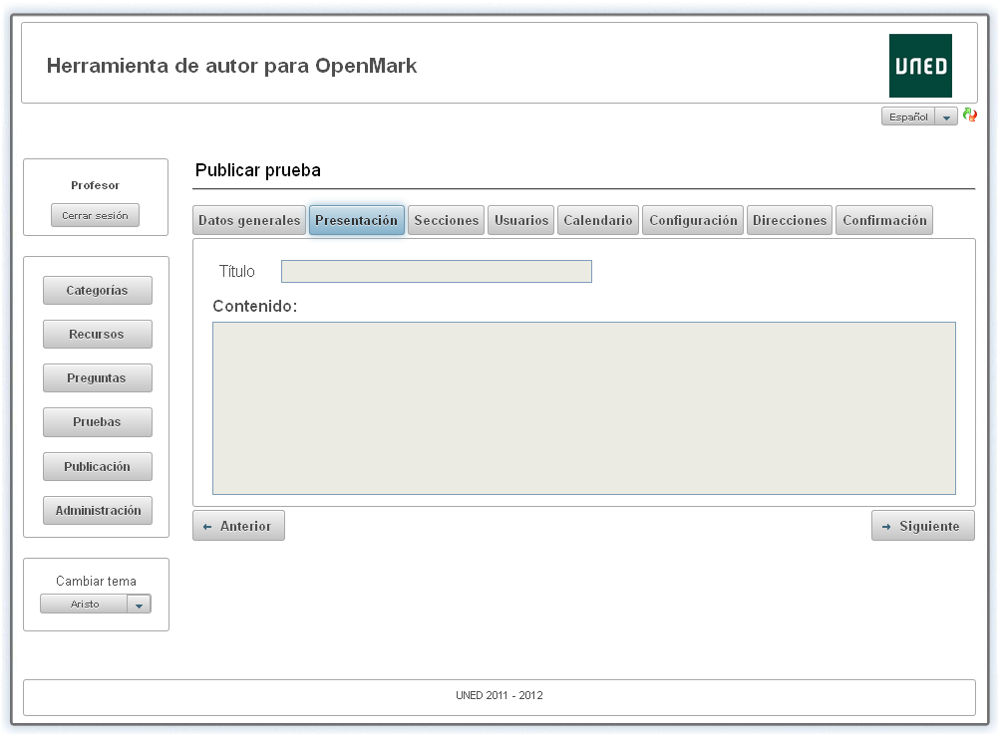 Herramienta de autor para OpenMark
UNED
Español
Profesor
Cerrar sesión
Categorías
Recursos
Preguntas
Pruebas
Publicación
Administración
Cambiar tema
Aristo
Publicar prueba
Datos generales Presentación Secciones Usuarios Calendario Configuración Direcciones Confirmación
Título
Contenido:
Anterior Siguiente
UNED 2011 - 2012